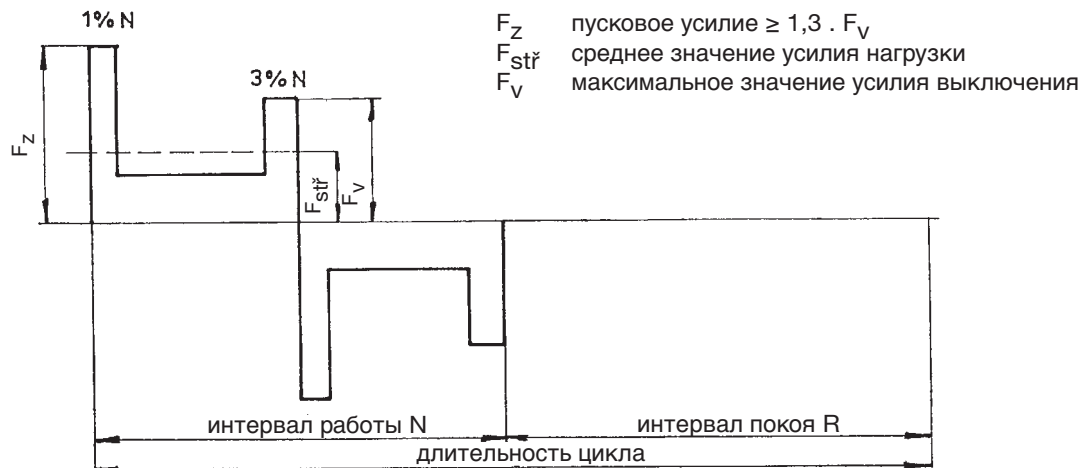 1% N
F_Z пусковое усилие ≥ 1,3 . F_V
F_stř среднее значение усилия нагрузки
F_V максимальное значение усилия выключения
3% N
F_Z
F_stř
F_V
интервал работы N
интервал покоя R
длительность цикла